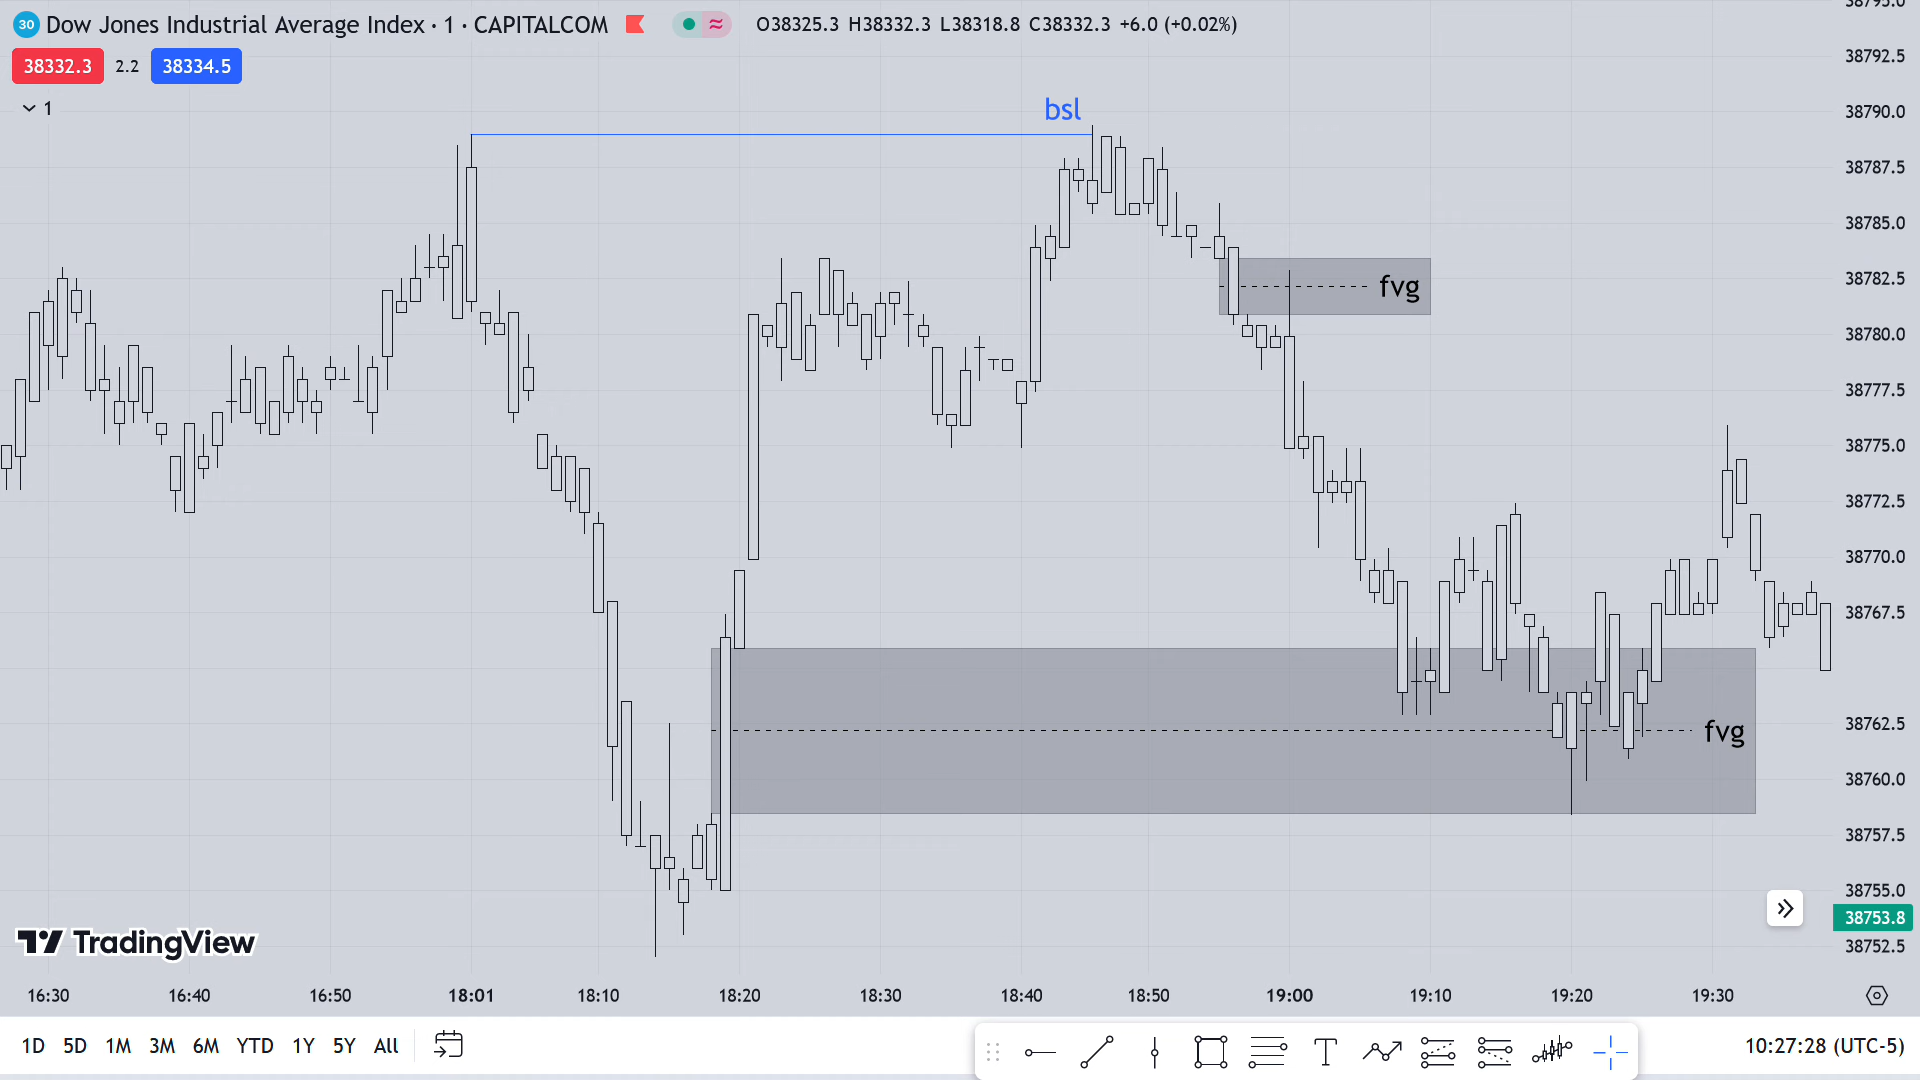 30 Dow Jones Industrial Average Index · 1 · CAPITALCOM O38325.3 H38332.3 L38318.8 C38332.3 +6.0 (+0.02%)
38332.3 2.2 38334.5
1
bsl
fvg
fvg
38795.0
38792.5
38790.0
38787.5
38785.0
38782.5
38780.0
38777.5
38775.0
38772.5
38770.0
38767.5
38762.5
38760.0
38757.5
38755.0
38753.8
38752.5
TradingView
16:30 16:40 16:50 18:01 18:10 18:20 18:30 18:40 18:50 19:00 19:10 19:20 19:30
1D 5D 1M 3M 6M YTD 1Y 5Y All
10:27:28 (UTC-5)